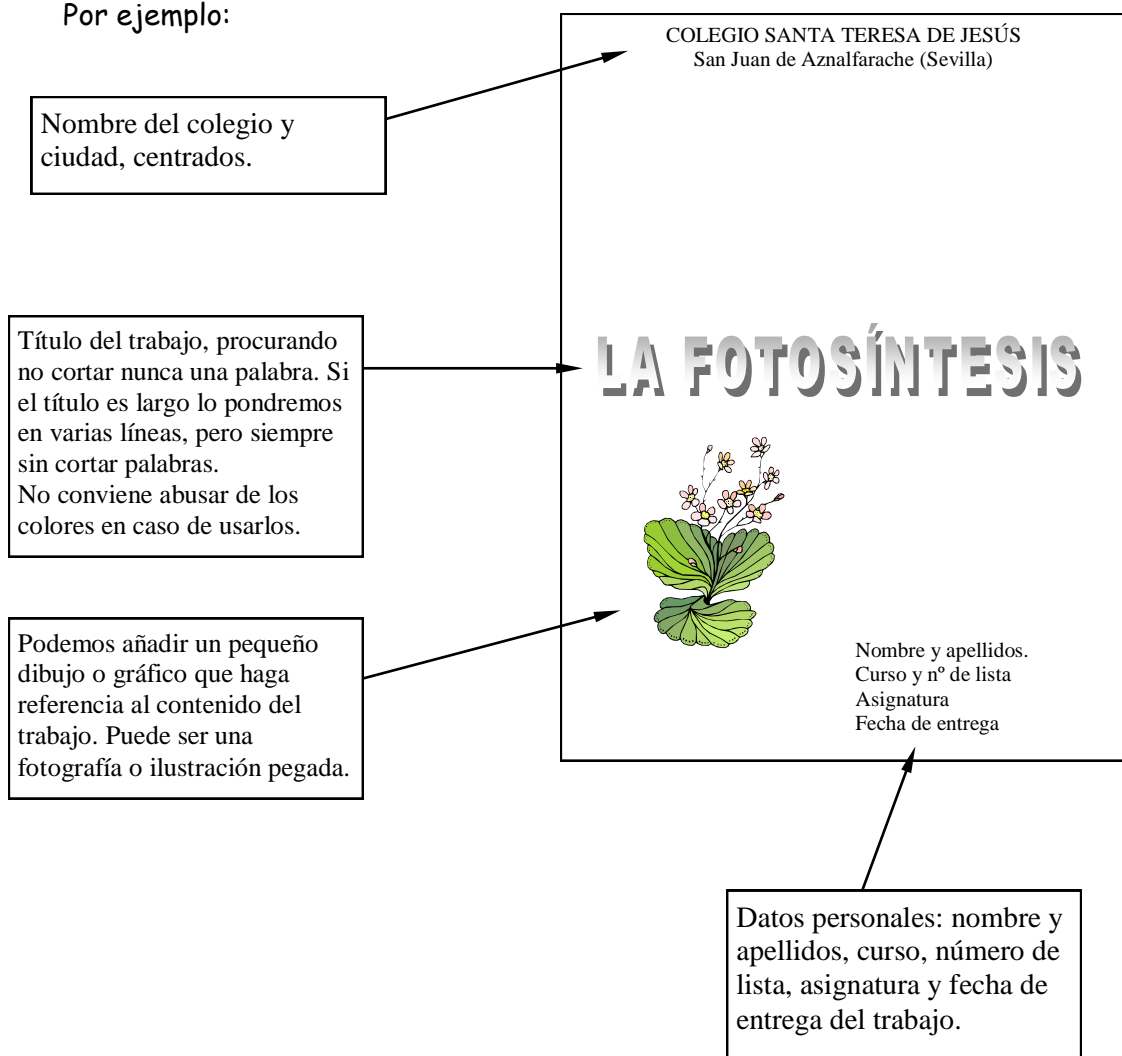 Por ejemplo:
COLEGIO SANTA TERESA DE JESÚS
San Juan de Aznalfarache (Sevilla)
Nombre del colegio y
ciudad, centrados.
Título del trabajo, procurando
no cortar nunca una palabra. Si
el título es largo lo pondremos
en varias líneas, pero siempre
sin cortar palabras.
No conviene abusar de los
colores en caso de usarlos.
LA FOTOSÍNTESIS
Podemos añadir un pequeño
dibujo o gráfico que haga
referencia al contenido del
trabajo. Puede ser una
fotografía o ilustración pegada.
Nombre y apellidos.
Curso y nº de lista
Asignatura
Fecha de entrega
Datos personales: nombre y
apellidos, curso, número de
lista, asignatura y fecha de
entrega del trabajo.